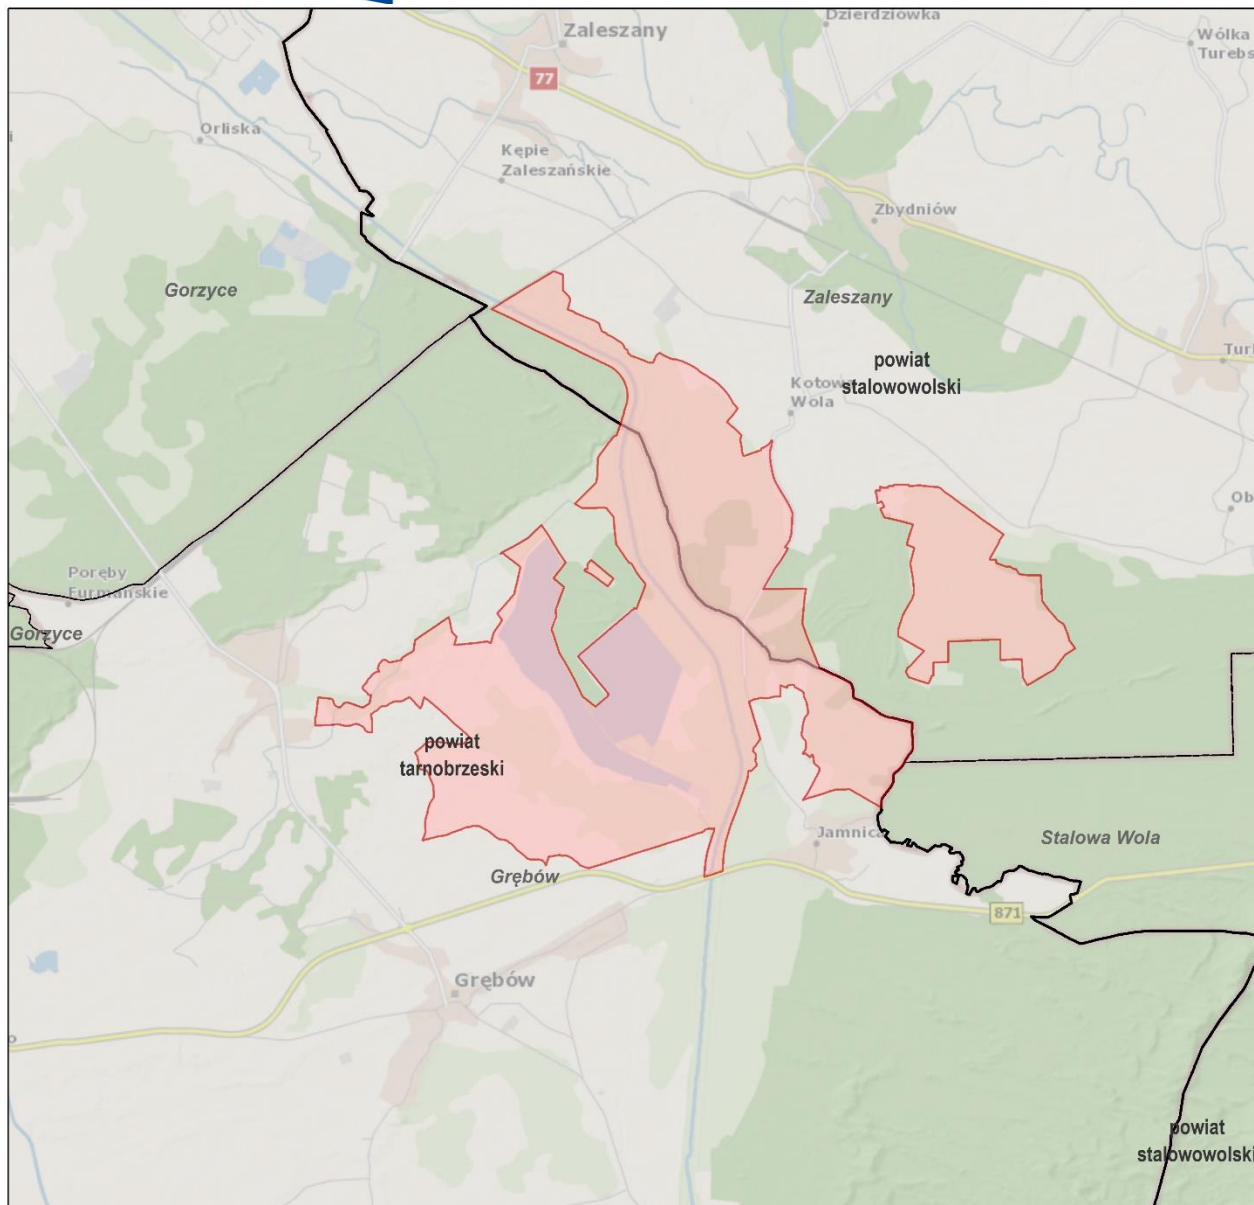 Dzierdziówka
Zaleszany
Wólka
Turebs
77
Orliska
Kępie
Zaleszańskie
Zbydniów
Gorzyce
Zaleszany
powiat
stalowowolski
Turb
Kotowa
Wola
Ob
Poręby
Furmańskie
Gorzyce
powiat
tarnobrzeski
Jamnica
Stalowa Wola
Grębów
871
Grębów
powiat
stalowowolski